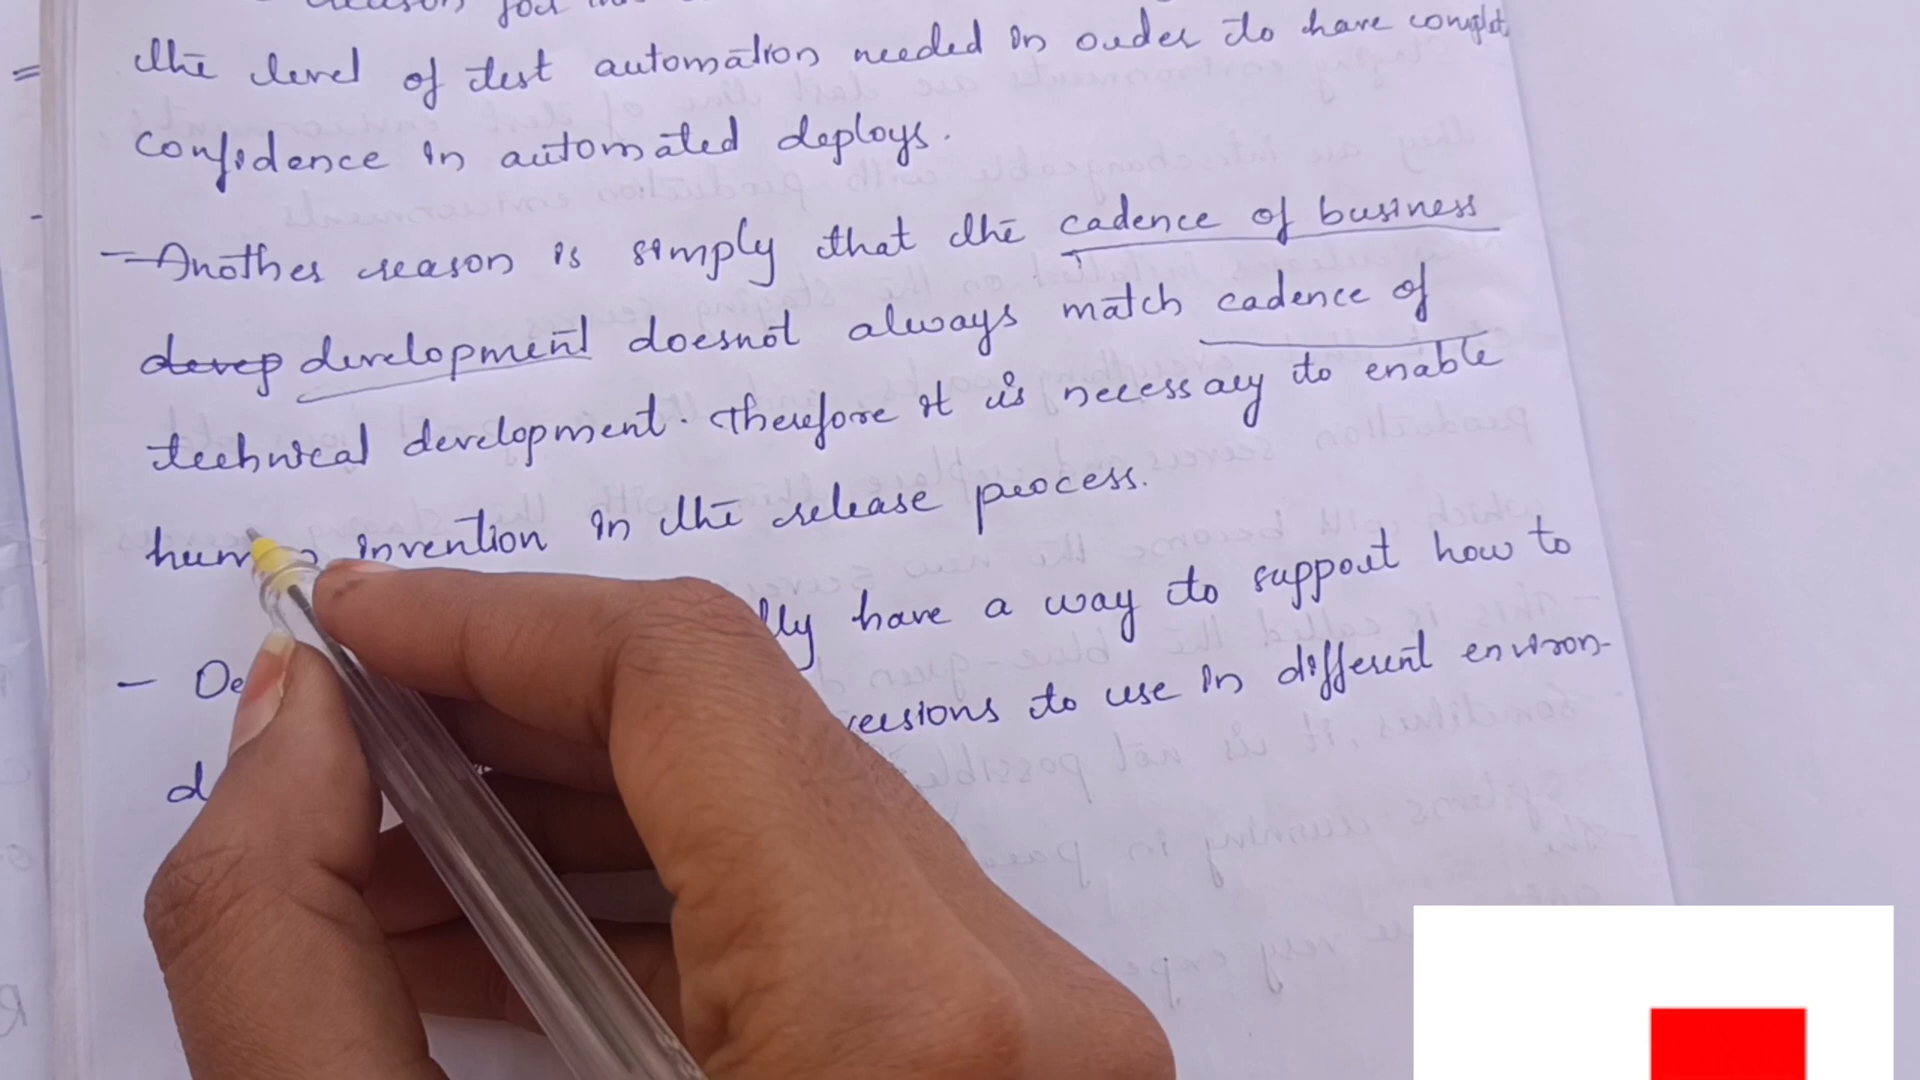 the level of test automation needed in order to have complet
confidence in automated deploys.
- Another reason is simply that the cadence of business
devep development doesnot always match cadence of
technical development. Therefore it is necessary to enable
invention in the release process.
- have a way to support how to
versions to use in different environ-